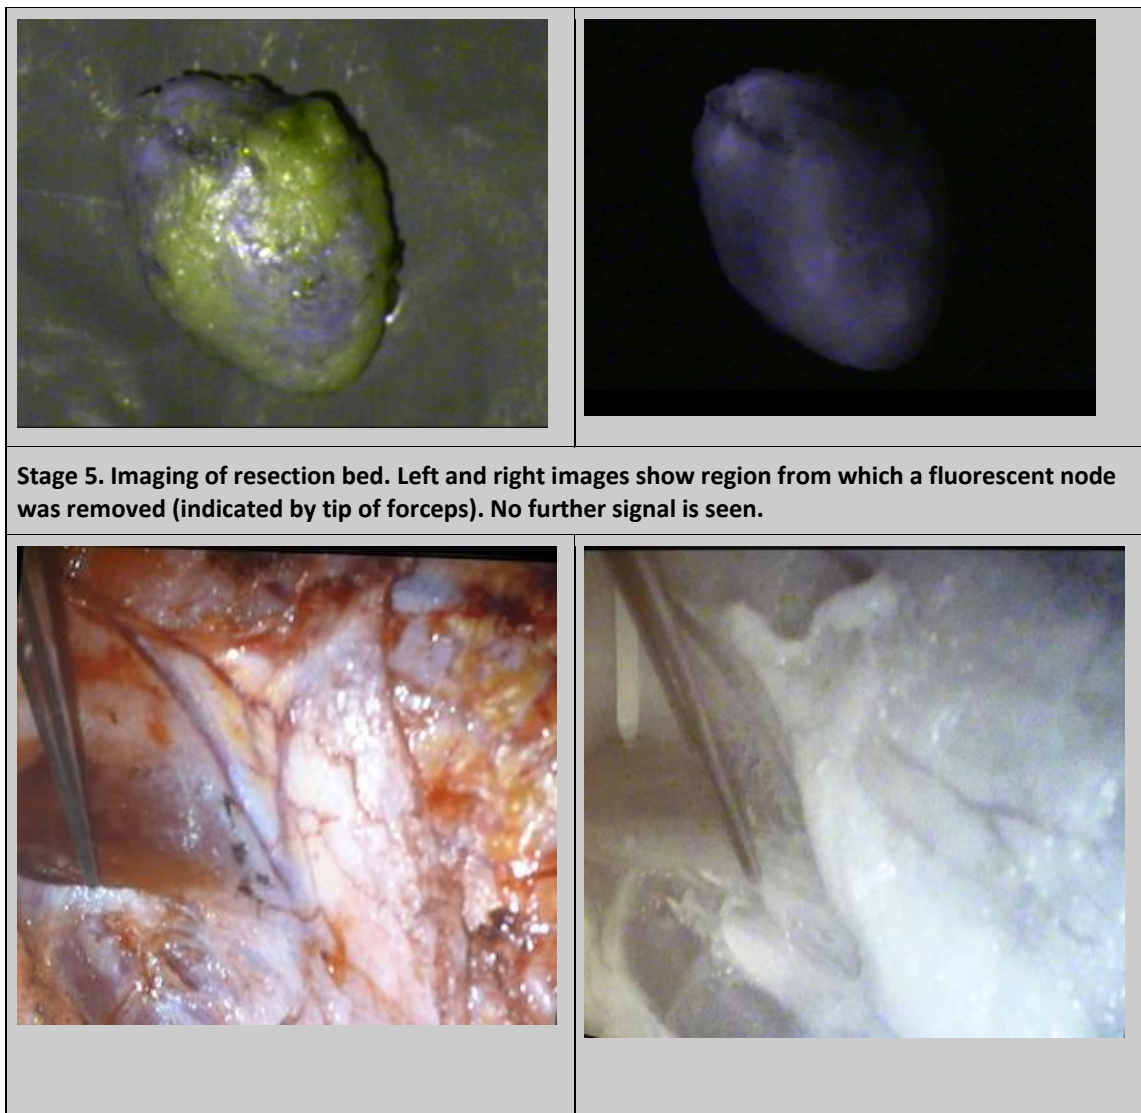 Stage 5. Imaging of resection bed. Left and right images show region from which a fluorescent node
was removed (indicated by tip of forceps). No further signal is seen.